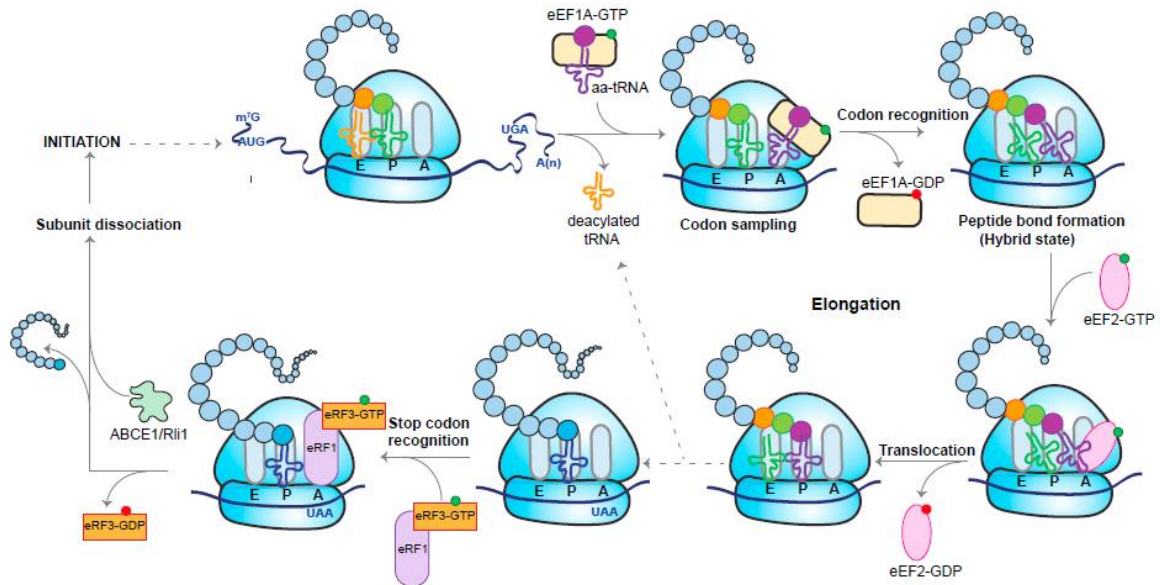 eEF1A-GTP
aa-tRNA
m⁷G
AUG
UGA
A(n)
E P A
INITIATION
I
deacylated
tRNA
E P A
Codon sampling
Codon recognition
eEF1A-GDP
E P A
Peptide bond formation
(Hybrid state)
Subunit dissociation
Elongation
eEF2-GTP
ABCE1/Rli1
eRF3-GDP
eRF3-GTP
eRF1
E P A
UAA
Stop codon
recognition
eRF3-GTP
eRF1
E P A
UAA
E P A
Translocation
eEF2-GDP
E P A